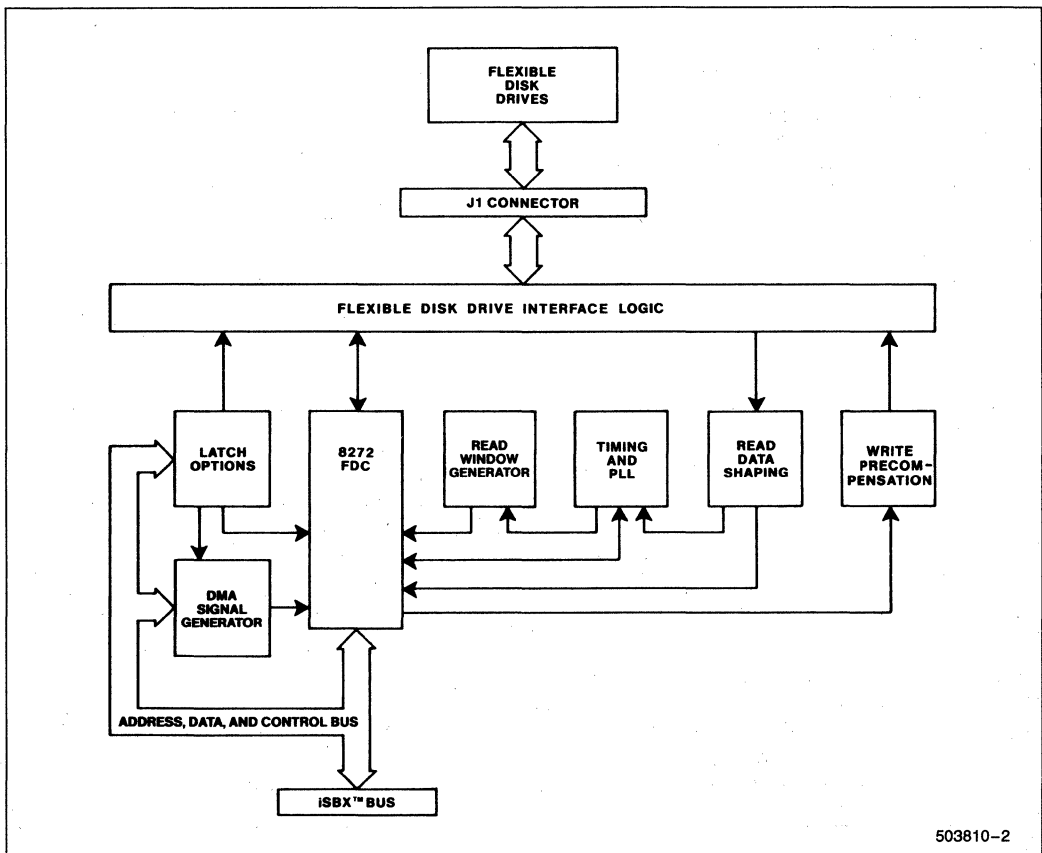 FLEXIBLE
DISK
DRIVES
J1 CONNECTOR
FLEXIBLE DISK DRIVE INTERFACE LOGIC
LATCH
OPTIONS
8272
FDC
READ
WINDOW
GENERATOR
TIMING
AND
PLL
READ
DATA
SHAPING
WRITE
PRECOM-
PENSATION
DMA
SIGNAL
GENERATOR
ADDRESS, DATA, AND CONTROL BUS
iSBX™ BUS
503810-2